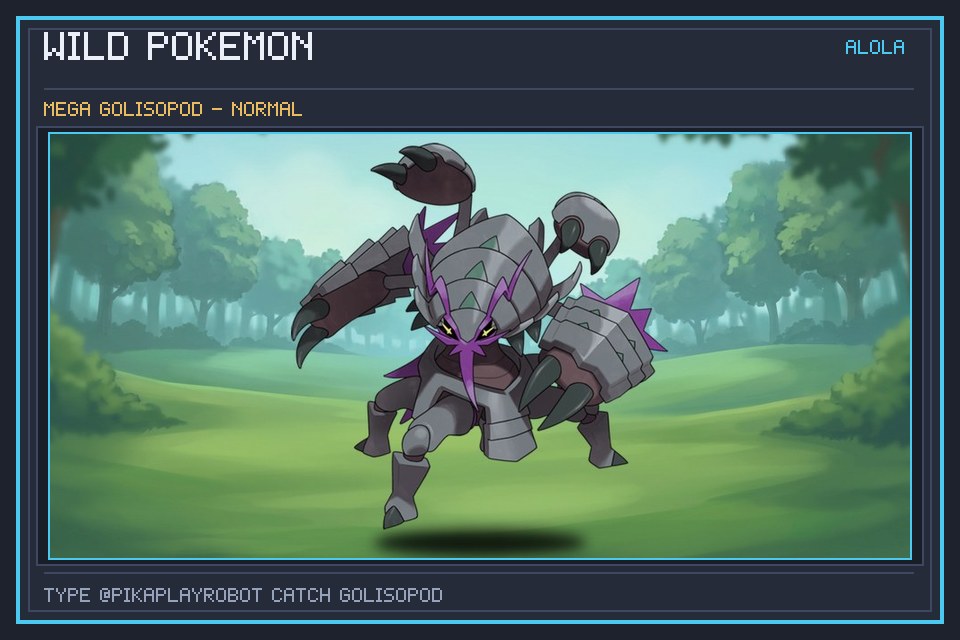 WILD POKEMON
ALOLA
MEGA GOLISOPOD - NORMAL
TYPE @PIKAPLAYROBOT CATCH GOLISOPOD